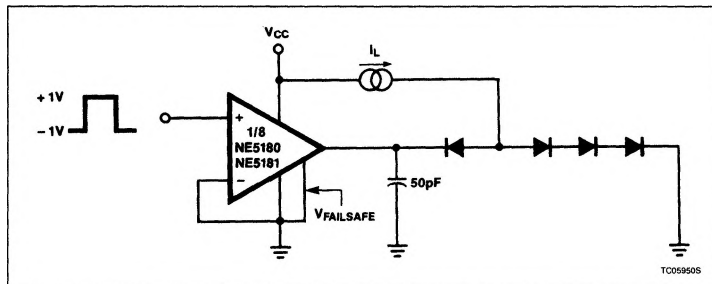 VCC
IL
+1V
-1V
+
1/8
NE5180
NE5181
−
VFAILSAFE
50pF
TC05950S